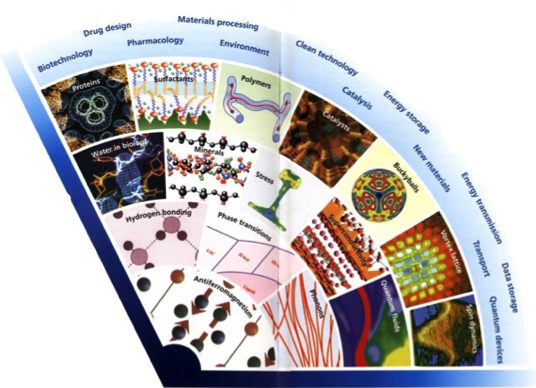 Drug design
Materials processing
Biotechnology
Pharmacology
Environment
Clean technology
Catalysis
Energy storage
New materials
Energy transmission
Transport
Data storage
Quantum devices
Proteins
Surfactants
Polymers
Catalysts
Buckyballs
Vortex lattice
Spin dynamics
Water in biology
Minerals
Stress
Superconductivity
Quantum fluids
Hydrogen bonding
Phase transitions
Phonons
Antiferromagnetism